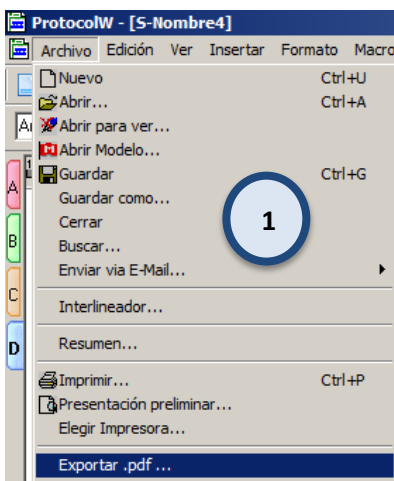 ProtocolW - [S-Nombre4]
Archivo Edición Ver Insertar Formato Macro
Nuevo Ctrl+U
Abrir... Ctrl+A
Abrir para ver...
Abrir Modelo...
Guardar Ctrl+G
Guardar como...
Cerrar
1
Buscar...
Enviar via E-Mail...
Interlineador...
Resumen...
Imprimir... Ctrl+P
Presentación preliminar...
Elegir Impresora...
Exportar .pdf ...
A
B
C
D